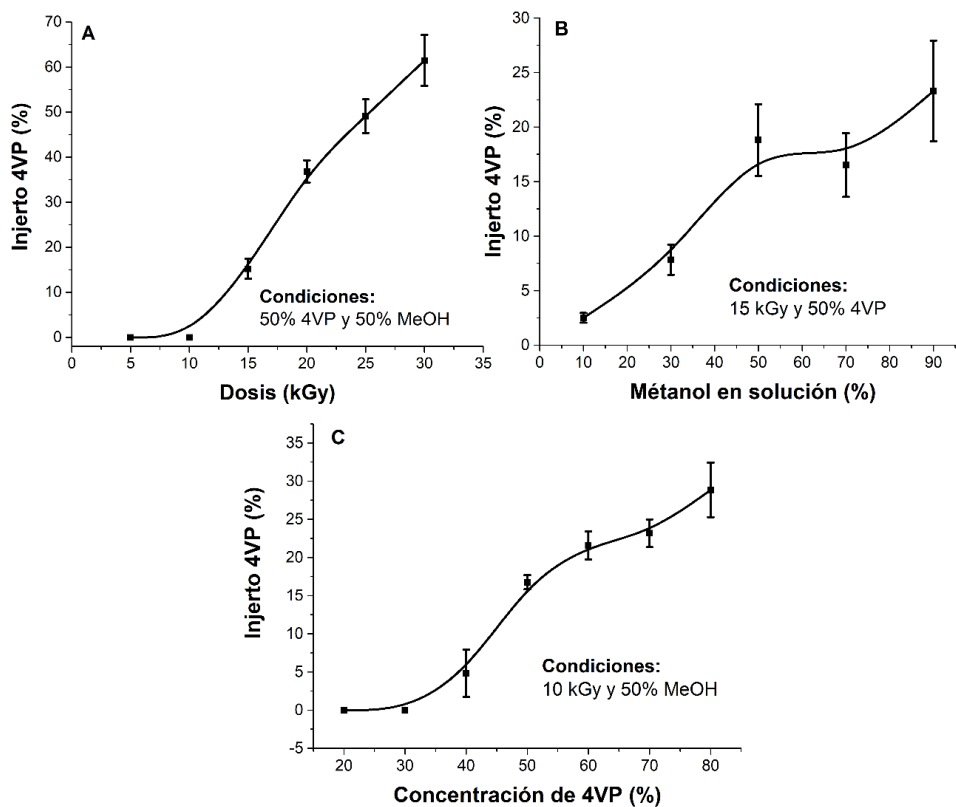 A
Injerto 4VP (%)
70
60
50
40
30
20
10
0
Condiciones:
50% 4VP y 50% MeOH
0 5 10 15 20 25 30 35
Dosis (kGy)
B
Injerto 4VP (%)
30
25
20
15
10
5
0
Condiciones:
15 kGy y 50% 4VP
0 10 20 30 40 50 60 70 80 90
Métanol en solución (%)
C
Injerto 4VP (%)
35
30
25
20
15
10
5
0
-5
Condiciones:
10 kGy y 50% MeOH
20 30 40 50 60 70 80
Concentración de 4VP (%)